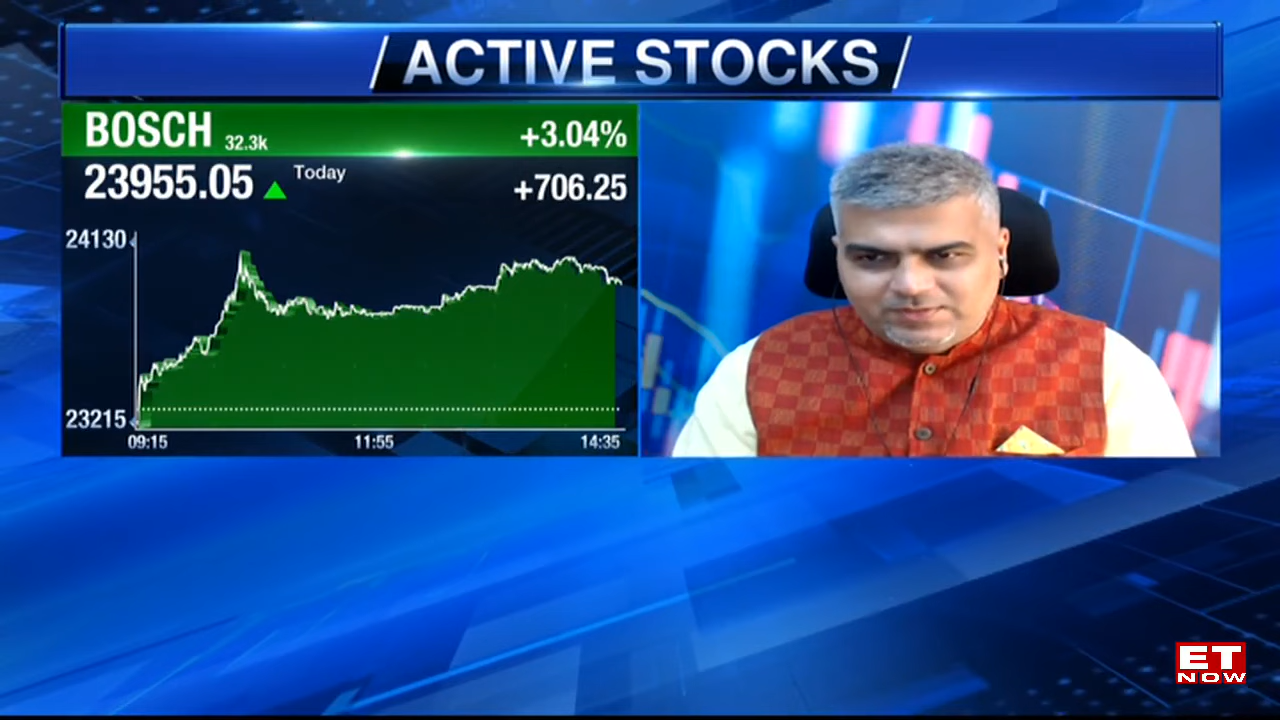 / ACTIVE STOCKS /
BOSCH 32.3k +3.04%
23955.05 ▲ Today +706.25
24130
23215
09:15 11:55 14:35
ET
NOW